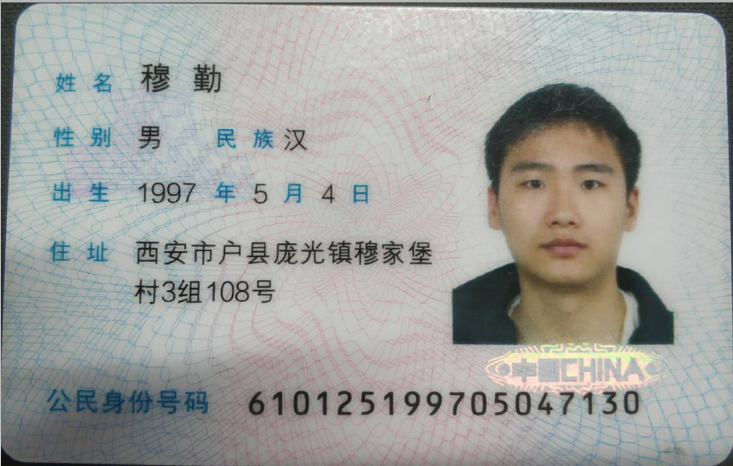 姓名 穆勤
性别 男 民族 汉
出生 1997 年 5 月 4 日
住址 西安市户县庞光镇穆家堡
村3组108号
中国CHINA
公民身份号码 610125199705047130